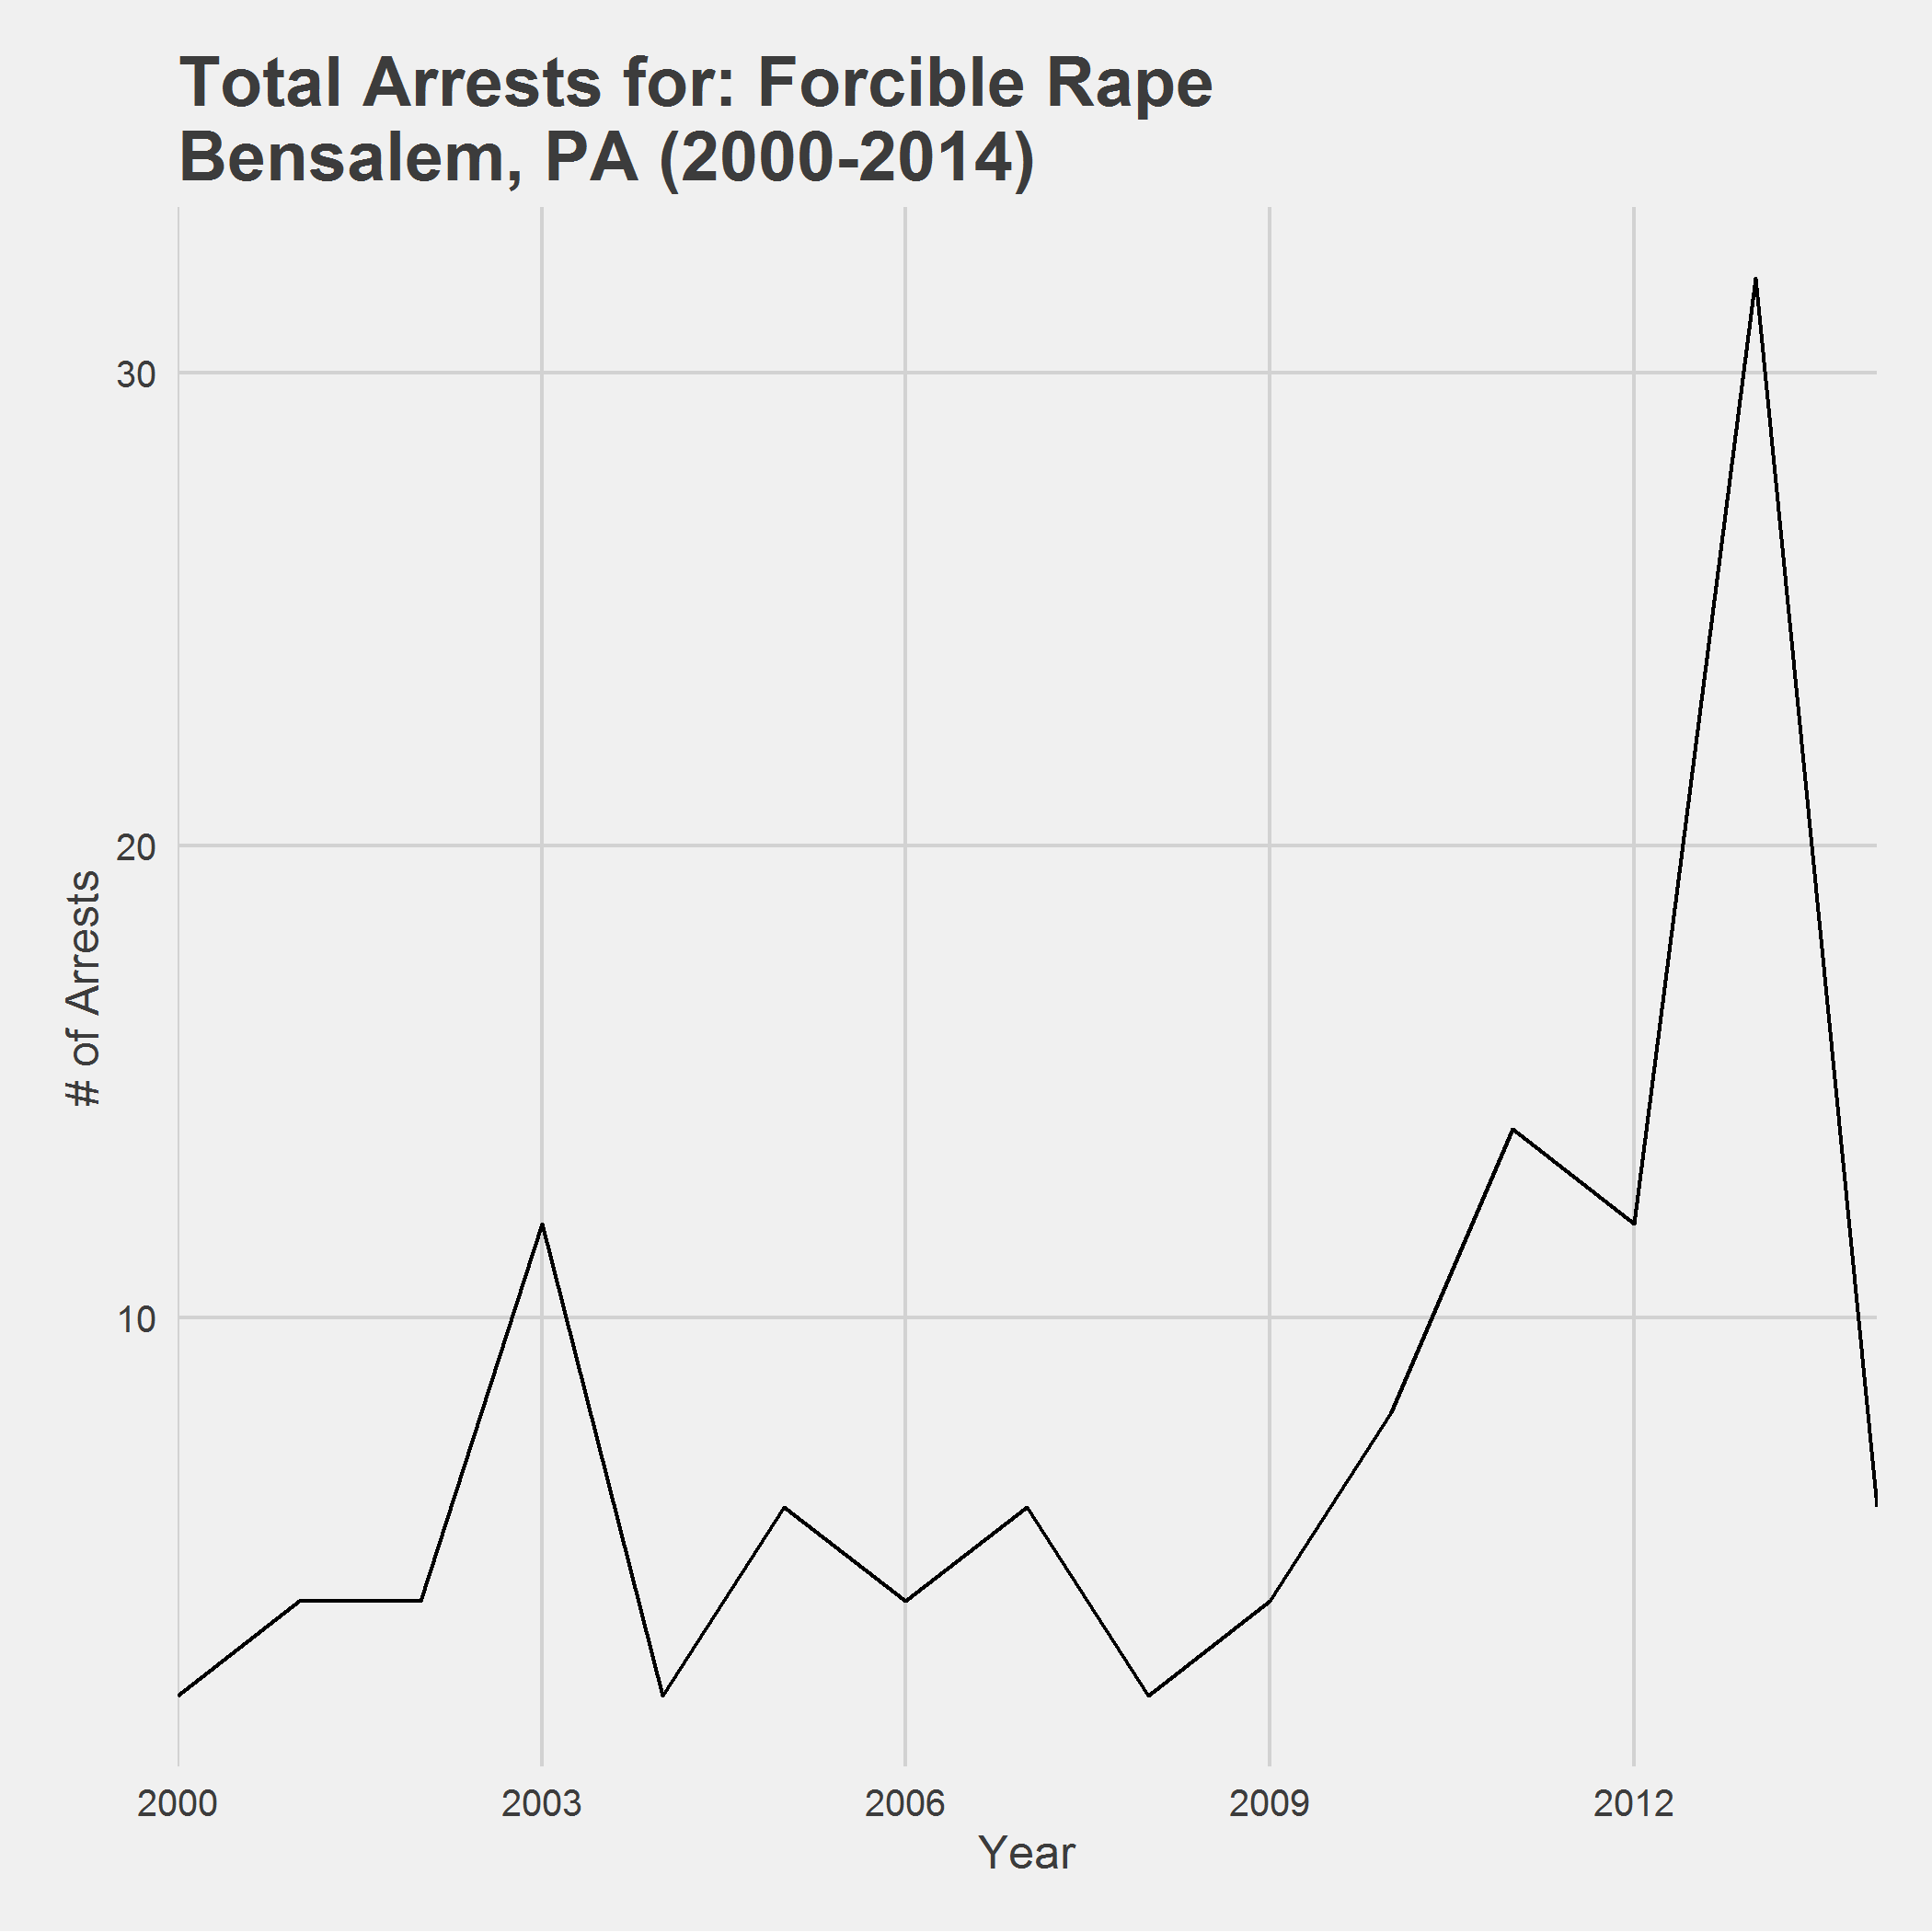 Total Arrests for: Forcible Rape
Bensalem, PA (2000-2014)
30
20
10
# of Arrests
2000 2003 2006 2009 2012
Year